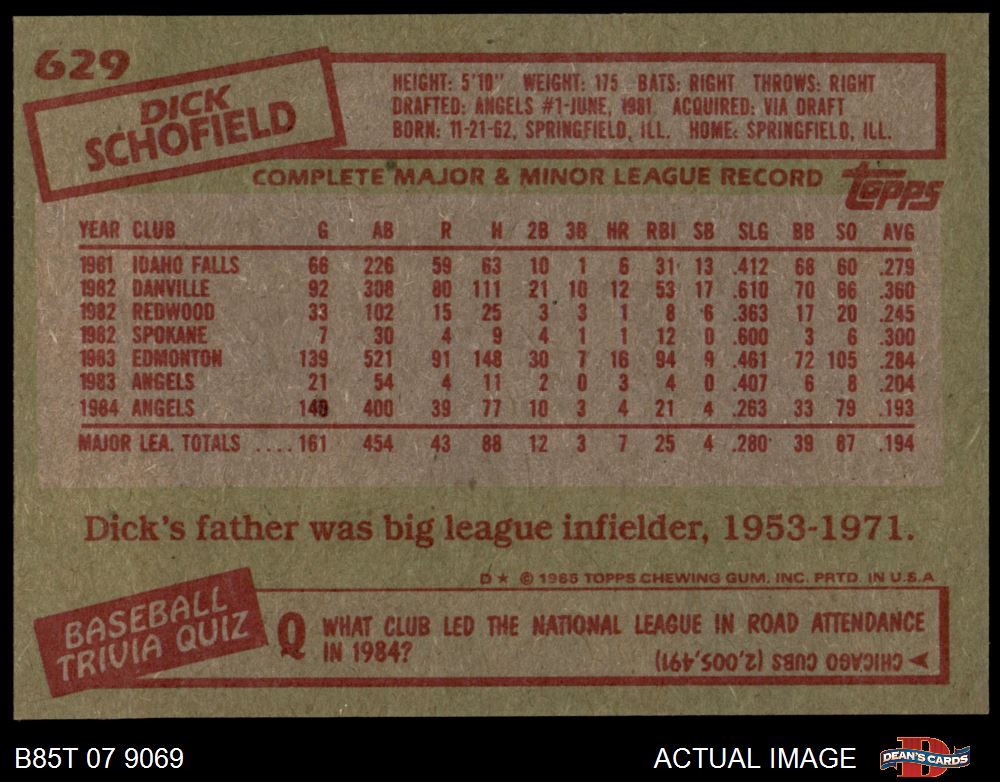 629
DICK
SCHOFIELD
HEIGHT: 5'10" WEIGHT: 175 BATS: RIGHT THROWS: RIGHT
DRAFTED: ANGELS #1-JUNE, 1981 ACQUIRED: VIA DRAFT
BORN: 11-21-62, SPRINGFIELD, ILL. HOME: SPRINGFIELD, ILL.
COMPLETE MAJOR & MINOR LEAGUE RECORD topps
YEAR CLUB G AB R H 2B 3B HR RBI SB SLG BB SO AVG
1981 IDAHO FALLS 66 226 59 63 10 1 6 31 13 .412 68 60 .279
1982 DANVILLE 92 308 80 111 21 10 12 53 17 .610 70 66 .360
1982 REDWOOD 33 102 15 25 3 3 1 8 6 .363 17 20 .245
1982 SPOKANE 7 30 4 9 4 1 1 12 0 .600 3 6 .300
1983 EDMONTON 139 521 91 148 30 7 16 94 9 .461 72 105 .284
1983 ANGELS 21 54 4 11 2 0 3 4 0 .407 6 8 .204
1984 ANGELS 140 400 39 77 10 3 4 21 4 .263 33 79 .193
MAJOR LEA. TOTALS .... 161 454 43 88 12 3 7 25 4 .280 39 87 .194
Dick's father was big league infielder, 1953-1971.
D★ © 1985 TOPPS CHEWING GUM, INC. PRTD. IN U.S.A.
BASEBALL
TRIVIA QUIZ
Q WHAT CLUB LED THE NATIONAL LEAGUE IN ROAD ATTENDANCE
IN 1984?
CHICAGO CUBS (2,005,491)
B85T 07 9069 ACTUAL IMAGE D DEAN'S CARDS